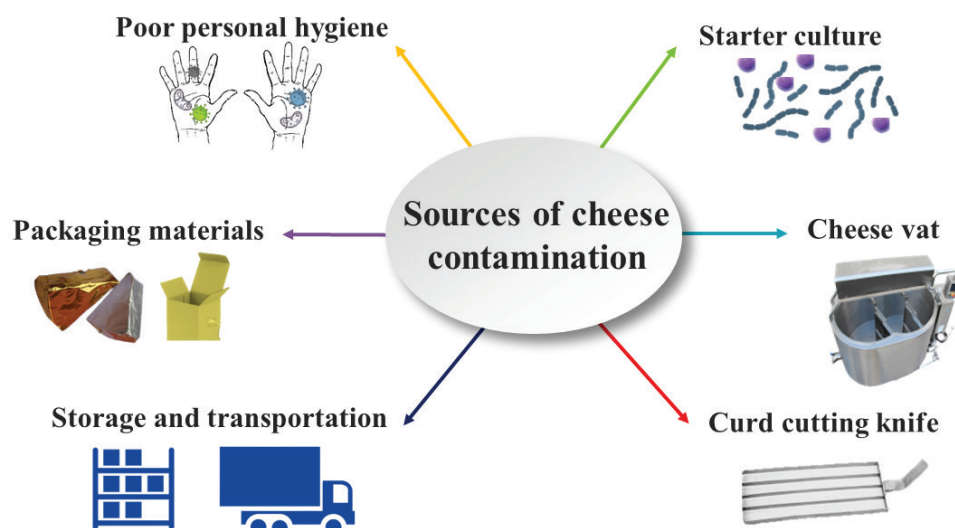 Poor personal hygiene
Starter culture
Sources of cheese
contamination
Packaging materials
Cheese vat
Storage and transportation
Curd cutting knife